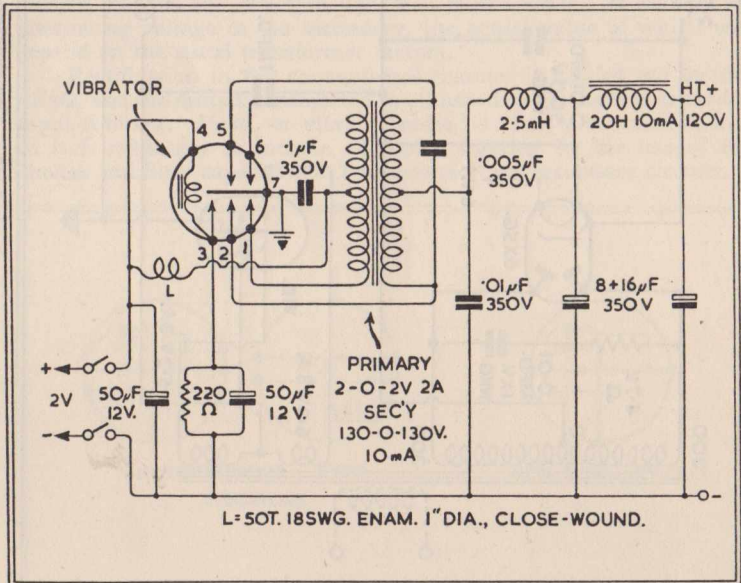 VIBRATOR
4 5 6 7
3 2 1
·1μF
350V
2·5mH
20H 10mA
HT+
120V
·005μF
350V
·01μF
350V
8+16μF
350V
L
+
2V
-
50μF
12V.
220
Ω
50μF
12V.
PRIMARY
2-0-2V 2A
SEC'Y
130-0-130V.
10mA
-
L=50T. 18SWG. ENAM. 1" DIA., CLOSE-WOUND.